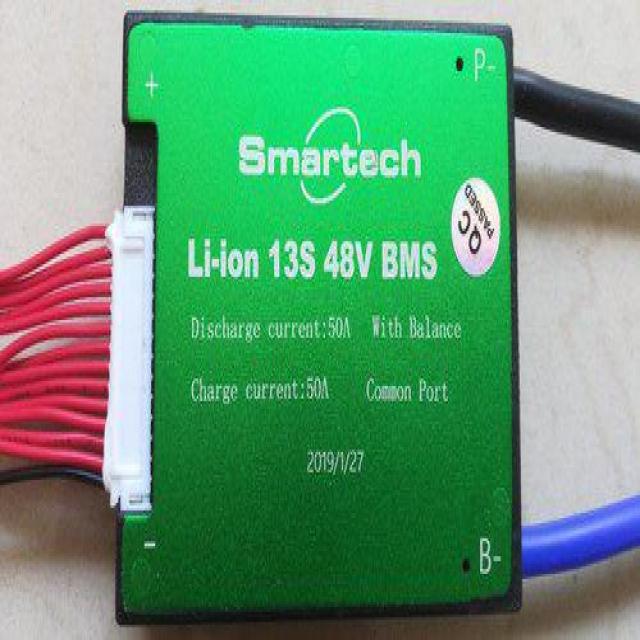 +
P-
Smartech
QC
PASSED
Li-ion 13S 48V BMS
Discharge current:50A With Balance
Charge current:50A Common Port
2019/1/27
-
B-